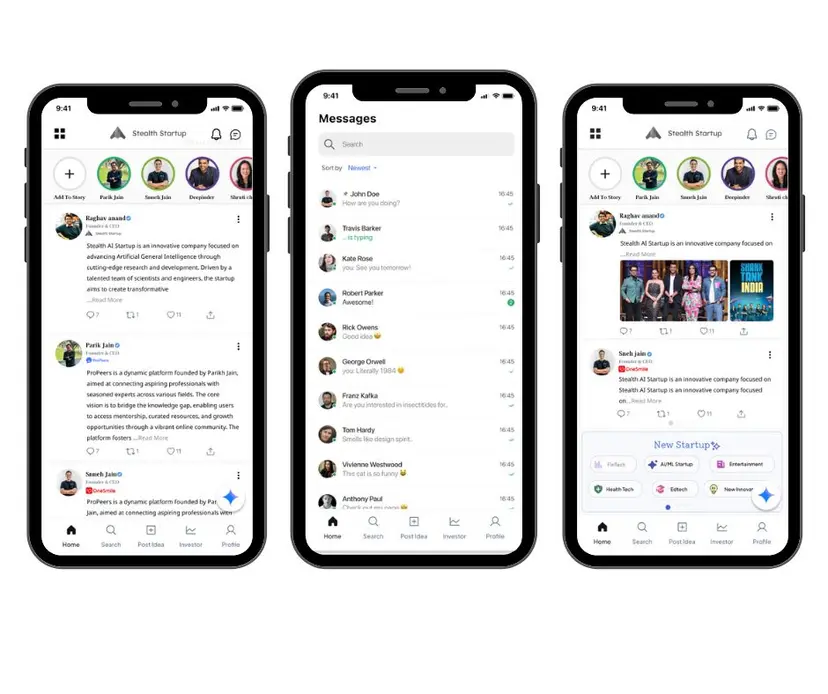 9:41
Stealth Startup
Add To Story
Parik Jain
Sumeh Jain
Deepinder
Shruti ch
Raghav anand
Founder & CEO
Stealth Startup
Stealth AI Startup is an innovative company focused on
advancing Artificial General Intelligence through
cutting-edge research and development. Driven by a
talented team of scientists and engineers, the startup
aims to create transformative
...Read More
7
7
11
Parik Jain
Founder & CEO
ProPeers
ProPeers is a dynamic platform founded by Parikh Jain,
aimed at connecting aspiring professionals with
seasoned experts across various fields. The core
vision is to bridge the knowledge gap, enabling users
to access mentorship, curated resources, and growth
opportunities through a vibrant online community. The
platform fosters ...Read More
7
7
11
Sumeh Jain
Founder & CEO
OneSmile
ProPeers is a dynamic platform founded by Par
Jain, aimed at connecting aspiring professionals with
Home
Search
Post Idea
Investor
Profile
9:41
Messages
Search
Sort by Newest
John Doe
16:45
How are you doing?
Travis Barker
16:45
... is typing
Kate Rose
16:45
you: See you tomorrow!
Robert Parker
16:45
Awesome!
2
Rick Owens
16:45
Good idea
George Orwell
16:45
you: Literally 1984
Franz Kafka
16:45
Are you interested in insectitides for..
Tom Hardy
16:45
Smells like design spirit..
Vivienne Westwood
16:45
This cat is so funny
Anthony Paul
16:45
Check out my page
Home
Search
Post Idea
Investor
Profile
9:41
Stealth Startup
Add To Story
Parik Jain
Sumeh Jain
Deepinder
Shruti ch
Raghav anand
Founder & CEO
Stealth Startup
Stealth AI Startup is an innovative company focused on
...Read More
SHARK
TANK
INDIA
7
7
11
Sneh jain
Founder & CEO
OneSmile
Stealth AI Startup is an innovative company focused on
Stealth AI Startup is an innovative company focused
on...Read More
7
7
11
New Startup
FinTech
AI/ML Startup
Entertainment
Health Tech
Edtech
New Innovar
Home
Search
Post Idea
Investor
Profile